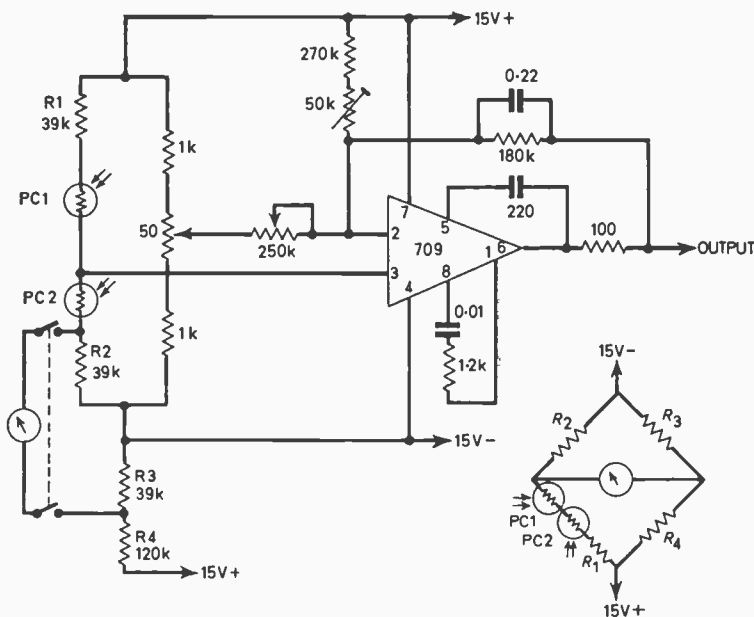 15V+
270k
R1
39k
50k
0·22
1k
180k
PC1
7
5
220
50
250k
2
709
1
6
100
OUTPUT
3
8
4
PC2
0·01
1k
1·2k
R2
39k
15V-
15V-
R3
39k
R4
120k
15V+
R2
R3
PC1
PC2
R1
R4
15V+